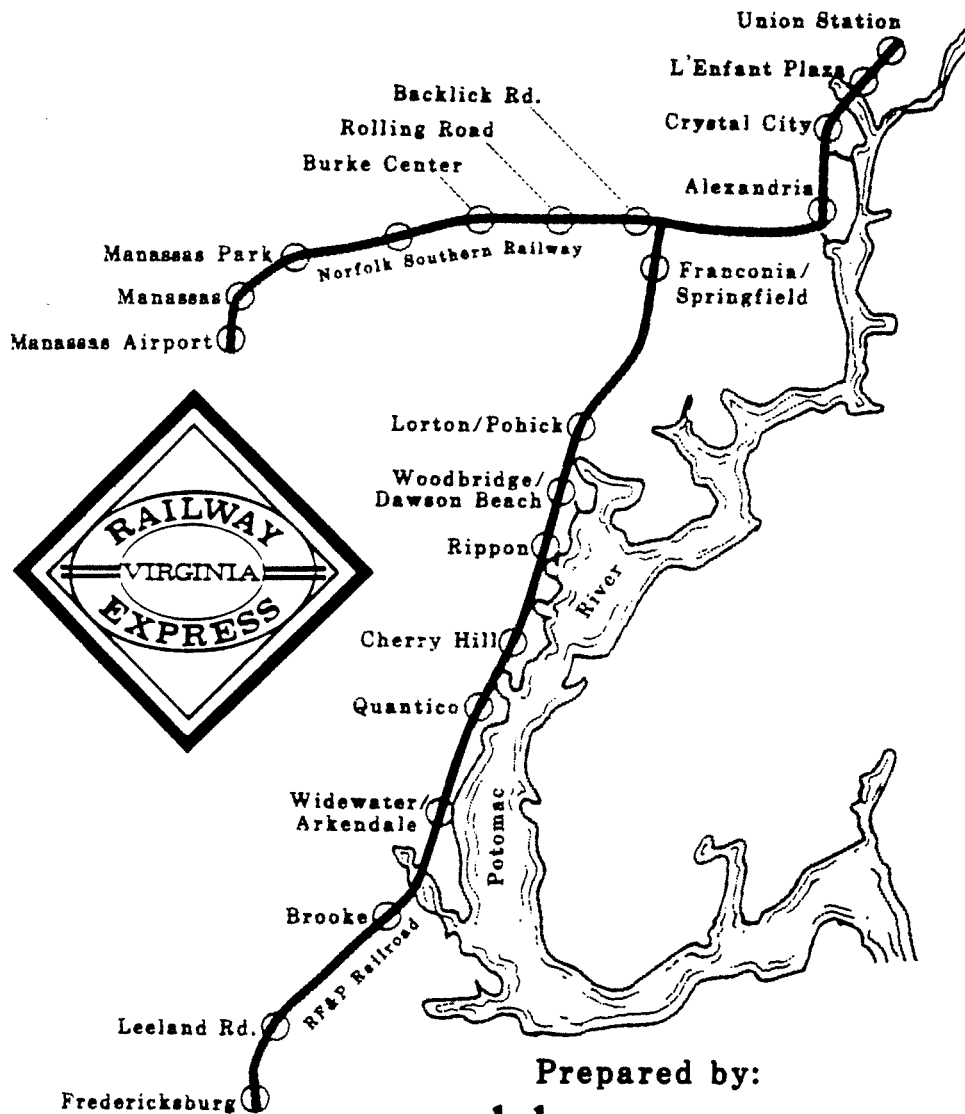 Union Station
L'Enfant Plaza
Backlick Rd.
Crystal City
Rolling Road
Burke Center
Alexandria
Manassas Park
Norfolk Southern Railway
Manassas
Franconia/
Springfield
Manassas Airport
Lorton/Pohick
Woodbridge/
Dawson Beach
RAILWAY
VIRGINIA
EXPRESS
Rippon
River
Cherry Hill
Quantico
Potomac
Widewater/
Arkendale
Brooke
RF&P Railroad
Leeland Rd.
Fredericksburg
Prepared by: